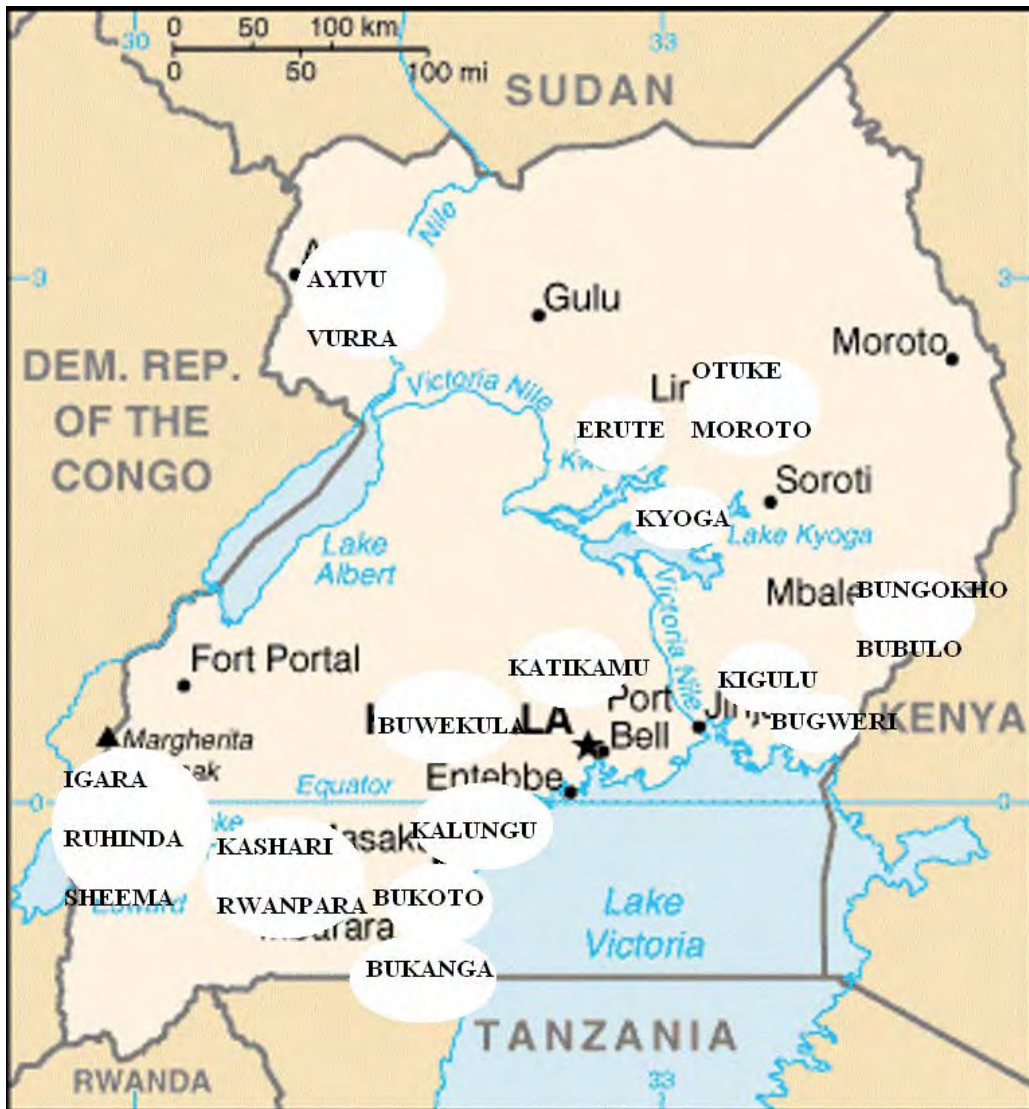 30
0 50 100 km
0 50 100 mi
33
SUDAN
Nile
3
AYIVU
VURRA
Gulu
3
Moroto
DEM. REP.
OF THE
CONGO
Victoria Nile
OTUKE
ERUTE
MOROTO
Soroti
KYOGA
Lake Kyoga
Lake
Albert
Victoria Nile
Mbale
BUNGOKHO
BUBULO
Fort Portal
KATIKAMU
KIGULU
Port
Bell
BUWEKULA
BUGWERI
KENYA
Margherita
IGARA
Equator
Entebbe
0
0
RUHINDA
KASHARI
KALUNGU
SHEEMA
RWANPARA
BUKOTO
Lake
Victoria
BUKANGA
TANZANIA
RWANDA
33